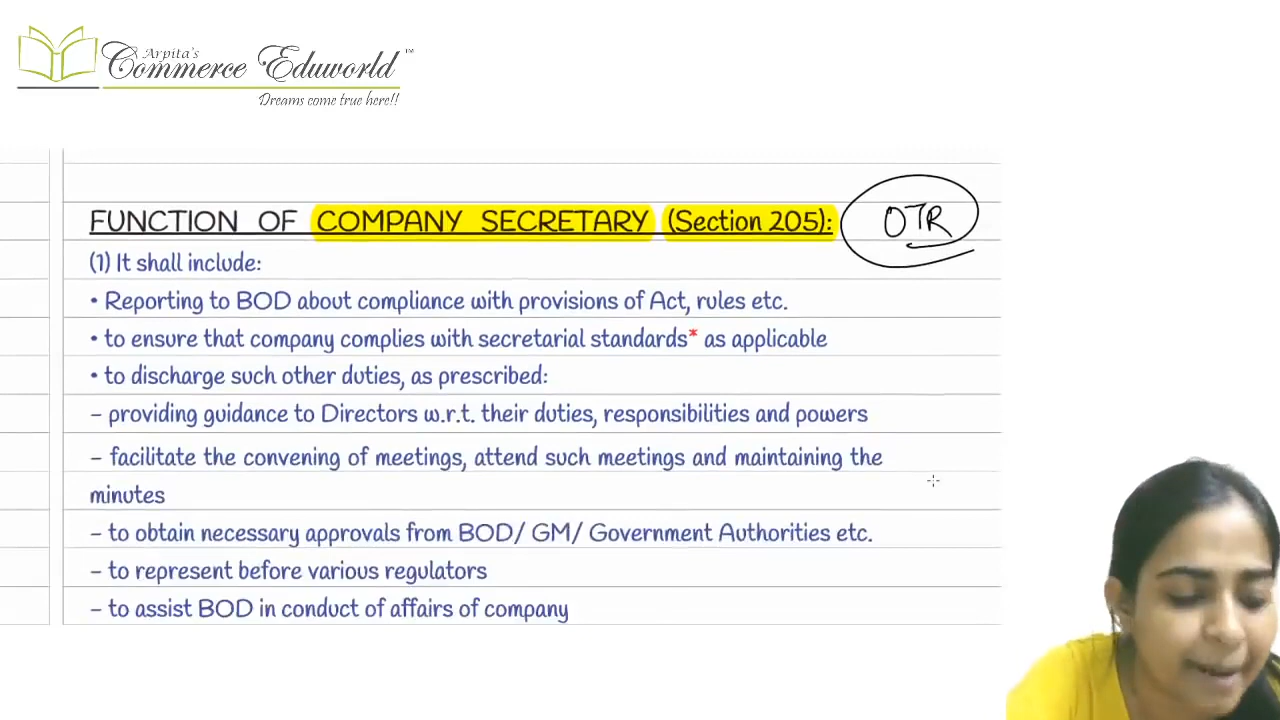 Arpita's
Commerce Eduworld™
Dreams come true here!!
FUNCTION OF COMPANY SECRETARY (Section 205):
OTR
(1) It shall include:
• Reporting to BOD about compliance with provisions of Act, rules etc.
• to ensure that company complies with secretarial standards* as applicable
• to discharge such other duties, as prescribed:
– providing guidance to Directors w.r.t. their duties, responsibilities and powers
– facilitate the convening of meetings, attend such meetings and maintaining the
minutes
– to obtain necessary approvals from BOD/ GM/ Government Authorities etc.
– to represent before various regulators
– to assist BOD in conduct of affairs of company